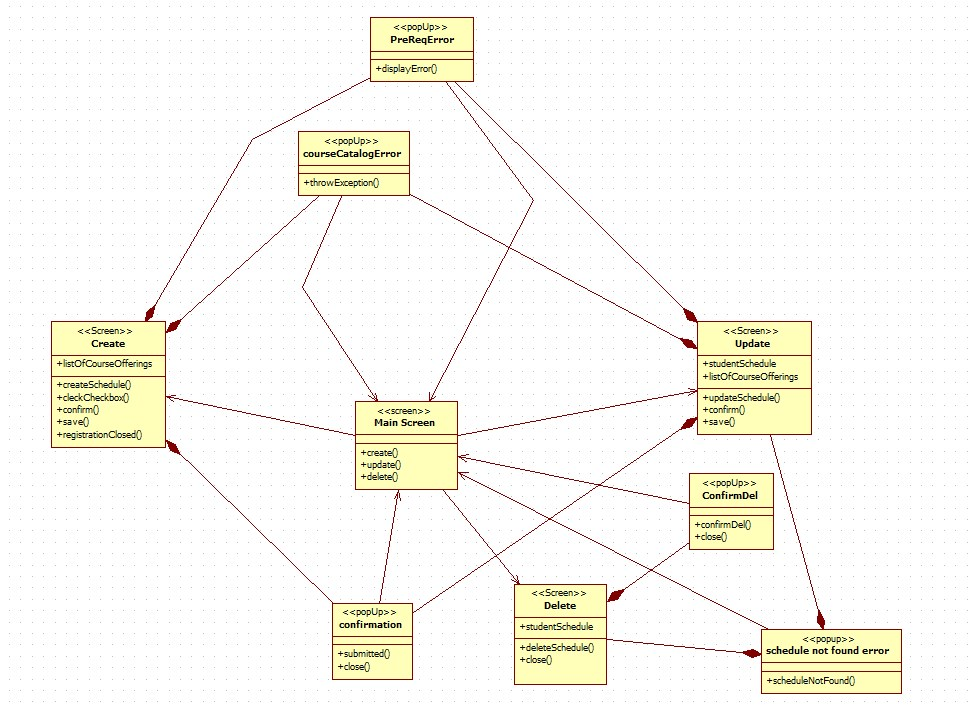 <<popUp>>
PreReqError
+displayError()
<<popUp>>
courseCatalogError
+throwException()
<<Screen>>
Create
+listOfCourseOfferings
+createSchedule()
+cleckCheckbox()
+confirm()
+save()
+registrationClosed()
<<Screen>>
Update
+studentSchedule
+listOfCourseOfferings
+updateSchedule()
+confirm()
+save()
<<screen>>
Main Screen
+create()
+update()
+delete()
<<popUp>>
ConfirmDel
+confirmDel()
+close()
<<Screen>>
Delete
+studentSchedule
+deleteSchedule()
+close()
<<popUp>>
confirmation
+submitted()
+close()
<<popup>>
schedule not found error
+scheduleNotFound()